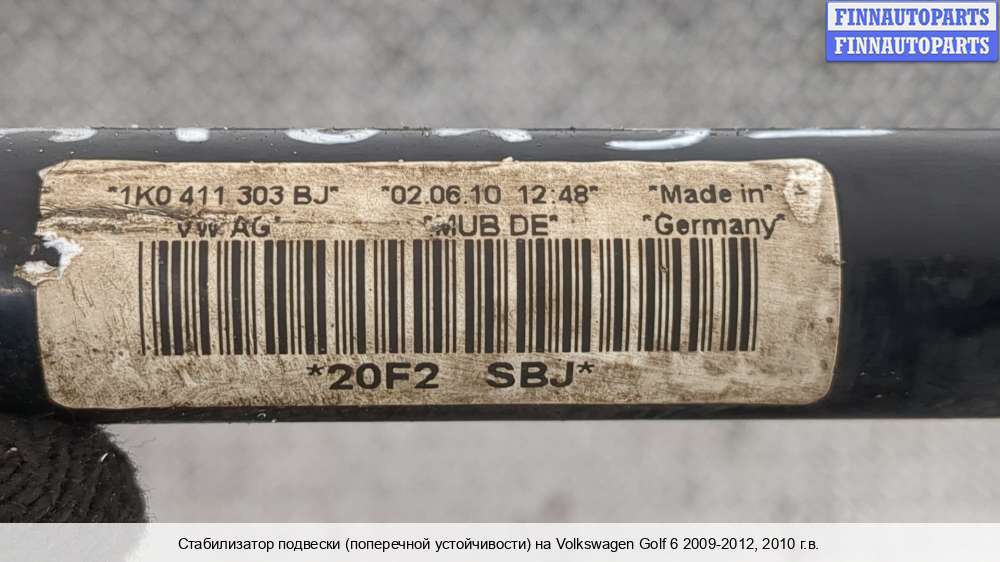 FINNAUTOPARTS
FINNAUTOPARTS
"1K0 411 303 BJ" "02.06.10 12:48" "Made in"
VW AG" "MUB DE" "Germany"
*20F2 SBJ*
Стабилизатор подвески (поперечной устойчивости) на Volkswagen Golf 6 2009-2012, 2010 г.в.